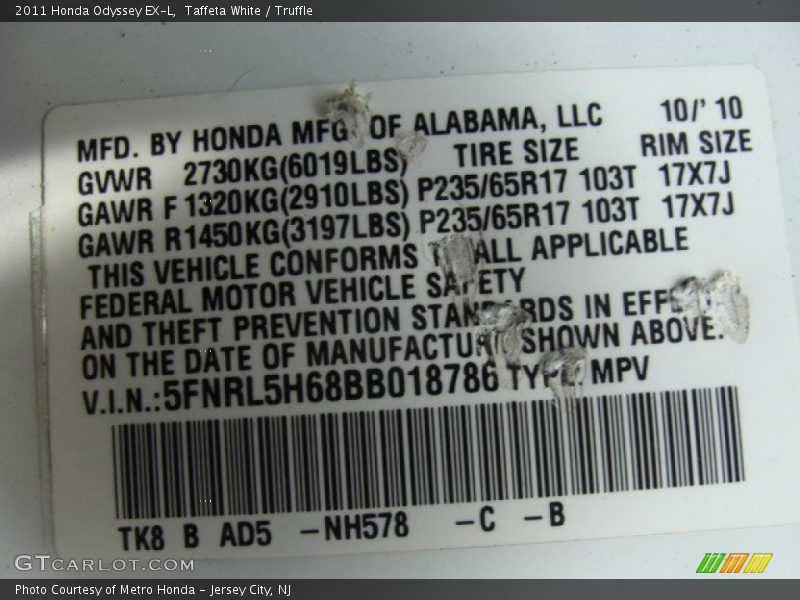 2011 Honda Odyssey EX-L, Taffeta White / Truffle
MFD. BY HONDA MFG OF ALABAMA, LLC 10/' 10
GVWR 2730KG(6019LBS) TIRE SIZE RIM SIZE
GAWR F 1320KG(2910LBS) P235/65R17 103T 17X7J
GAWR R1450KG(3197LBS) P235/65R17 103T 17X7J
THIS VEHICLE CONFORMS ALL APPLICABLE
FEDERAL MOTOR VEHICLE SAFETY
AND THEFT PREVENTION STANDARDS IN EFFE
ON THE DATE OF MANUFACTUR SHOWN ABOVE.
V.I.N.:5FNRL5H68BB018786 TYPE MPV
TK8 B AD5 -NH578 -C -B
GTCARLOT.COM
Photo Courtesy of Metro Honda - Jersey City, NJ